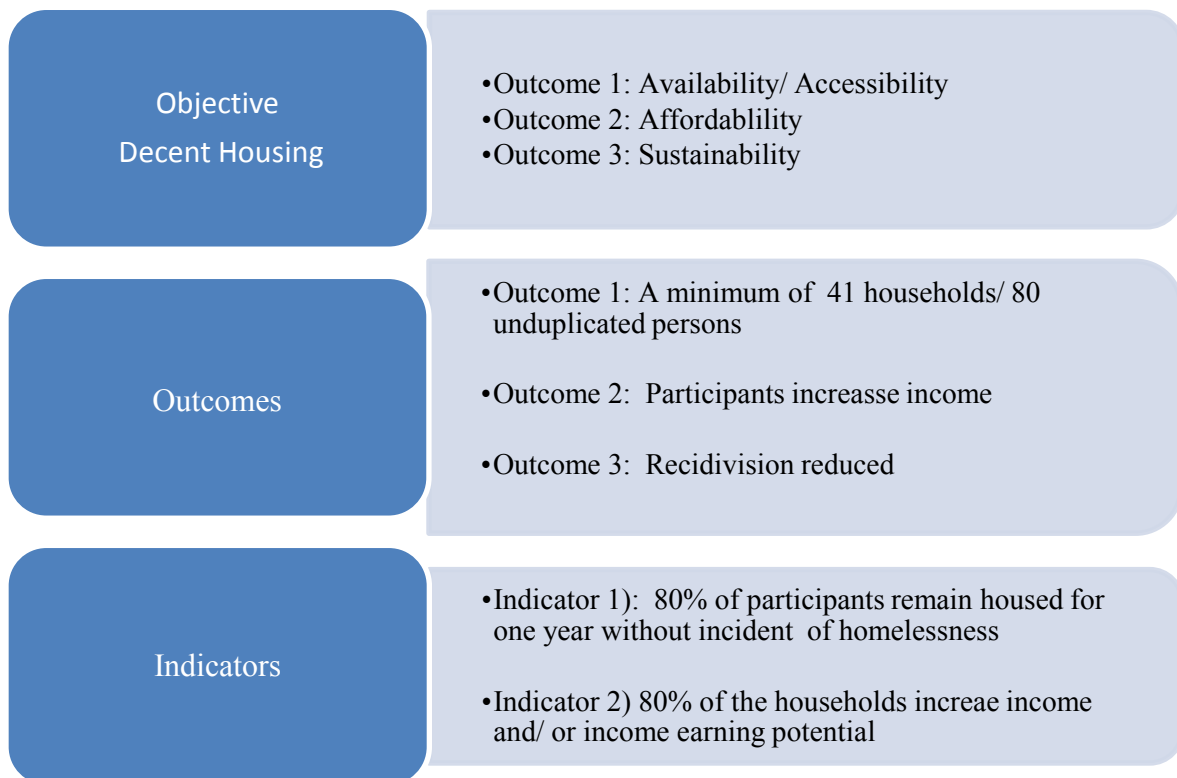 Objective
Decent Housing
•Outcome 1: Availability/ Accessibility
•Outcome 2: Affordablility
•Outcome 3: Sustainability
Outcomes
•Outcome 1: A minimum of 41 households/ 80
unduplicated persons
•Outcome 2: Participants increasse income
•Outcome 3: Recidivision reduced
Indicators
•Indicator 1): 80% of participants remain housed for
one year without incident of homelessness
•Indicator 2) 80% of the households increae income
and/ or income earning potential